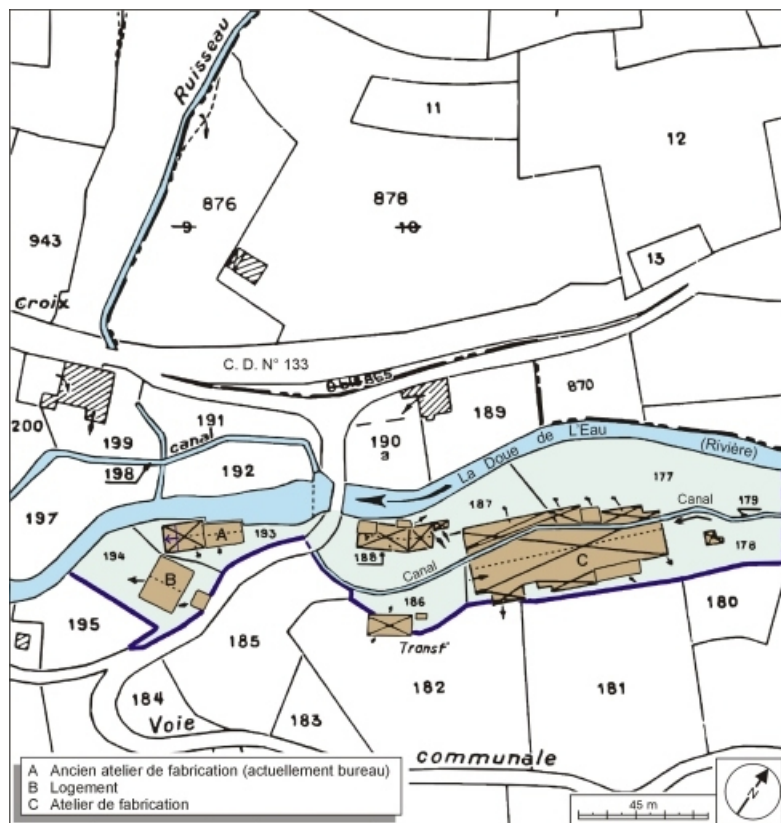 Ruisseau
11
12
876
878
9
10
943
13
Croix
C. D. N° 133
191
189
870
200
199
canal
190
a
La Doue de L'Eau
(Rivière)
198
192
177
197
187
Canal
179
A
193
194
188
178
C
B
Canal
186
195
180
185
Transf'
184
182
181
183
Voie
communale
A Ancien atelier de fabrication (actuellement bureau)
B Logement
C Atelier de fabrication
45 m
N